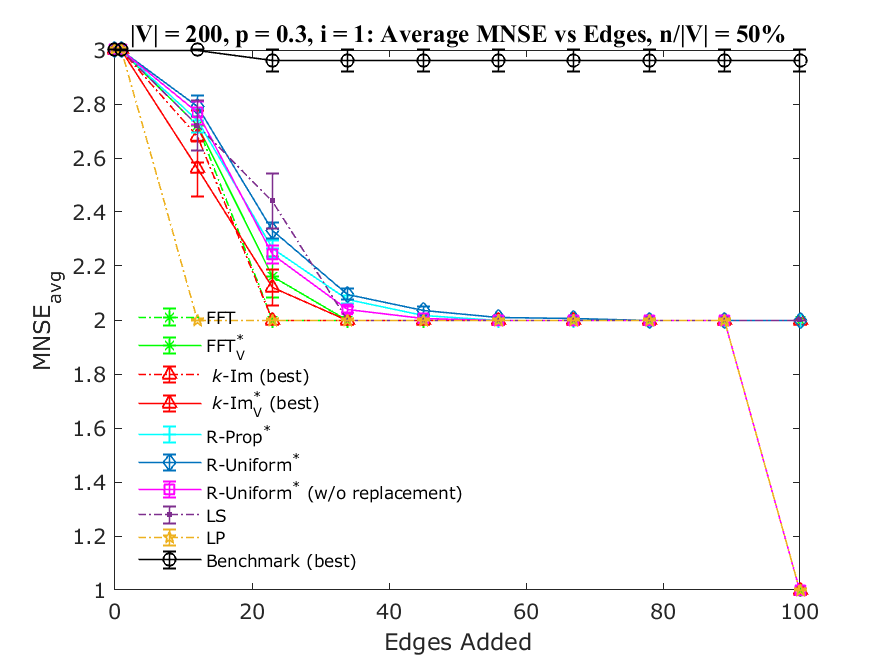 |V| = 200, p = 0.3, i = 1: Average MNSE vs Edges, n/|V| = 50%
3
2.8
2.6
2.4
2.2
2
1.8
1.6
1.4
1.2
1
MNSE_avg
FFT
FFT*_V
k-Im (best)
k-Im*_V (best)
R-Prop*
R-Uniform*
R-Uniform* (w/o replacement)
LS
LP
Benchmark (best)
0 20 40 60 80 100
Edges Added